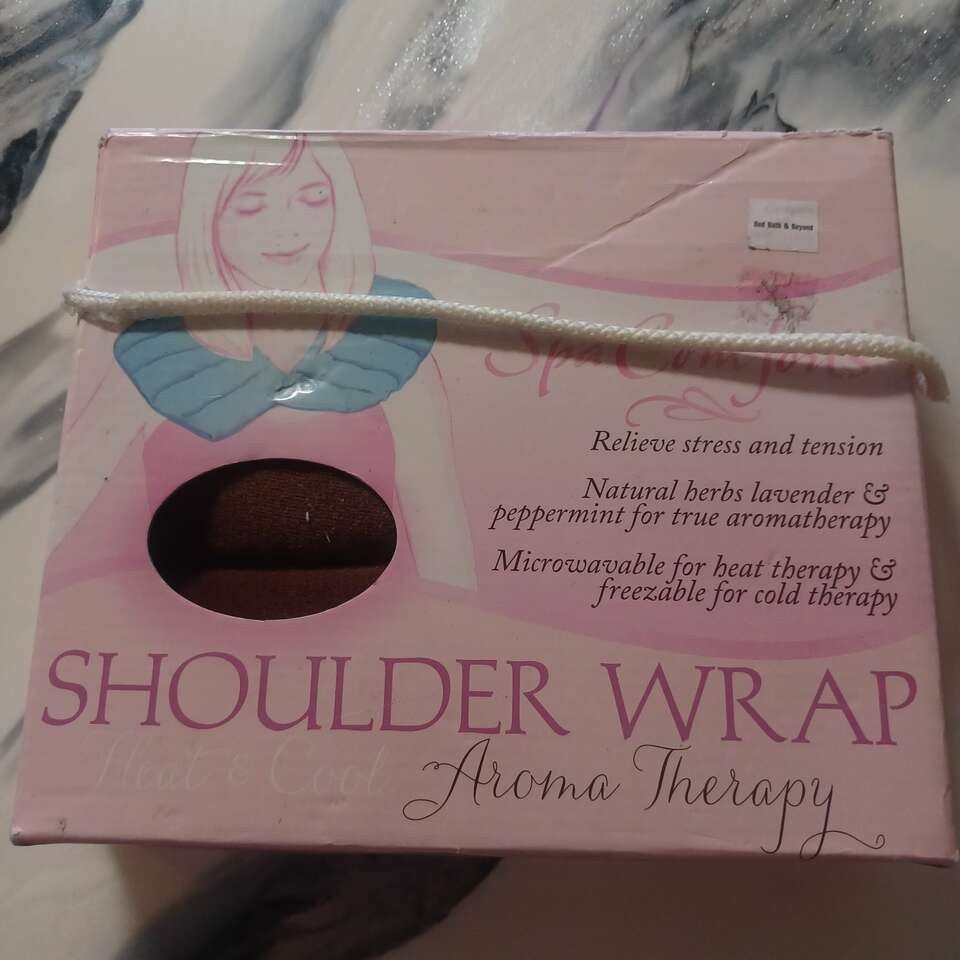 Bed Bath & Beyond
Spa Comforts
Relieve stress and tension
Natural herbs lavender &
peppermint for true aromatherapy
Microwavable for heat therapy &
freezable for cold therapy
SHOULDER WRAP
Heat & Cool Aroma Therapy